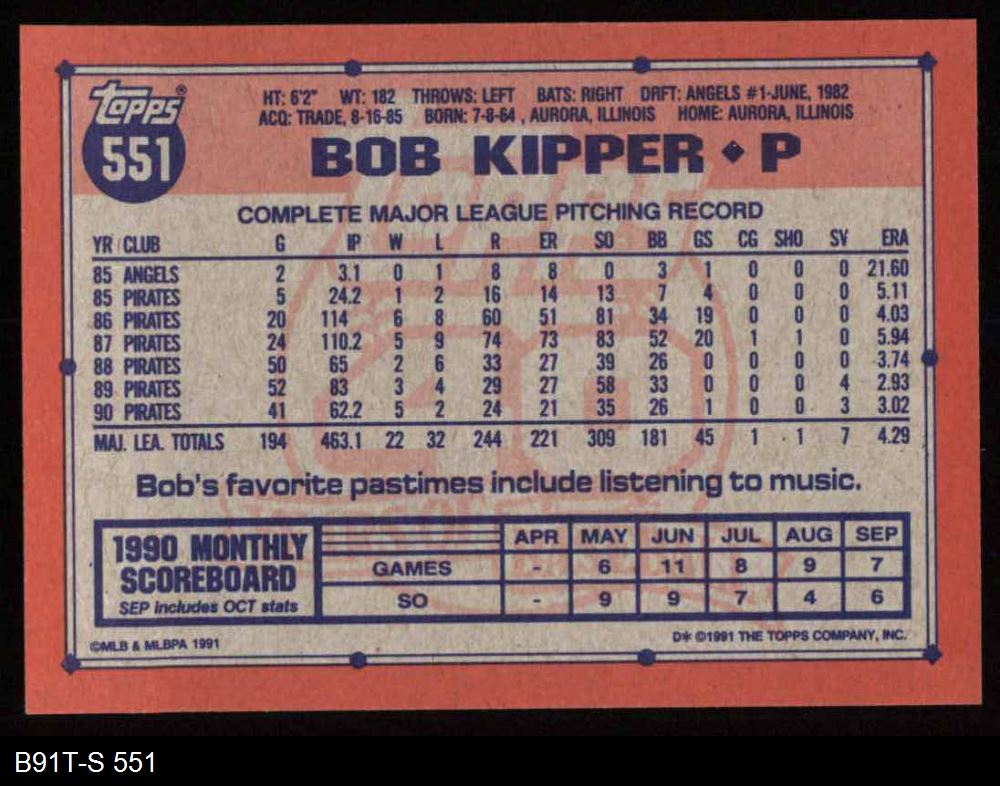 topps®
551
HT: 6'2" WT: 182 THROWS: LEFT BATS: RIGHT DRFT: ANGELS #1-JUNE, 1982
ACQ: TRADE, 8-16-85 BORN: 7-8-64 , AURORA, ILLINOIS HOME: AURORA, ILLINOIS
BOB KIPPER ◆ P
COMPLETE MAJOR LEAGUE PITCHING RECORD
YR CLUB G IP W L R ER SO BB GS CG SHO SV ERA
85 ANGELS 2 3.1 0 1 8 8 0 3 1 0 0 0 21.60
85 PIRATES 5 24.2 1 2 16 14 13 7 4 0 0 0 5.11
86 PIRATES 20 114 6 8 60 51 81 34 19 0 0 0 4.03
87 PIRATES 24 110.2 5 9 74 73 83 52 20 1 1 0 5.94
88 PIRATES 50 65 2 6 33 27 39 26 0 0 0 0 3.74
89 PIRATES 52 83 3 4 29 27 58 33 0 0 0 4 2.93
90 PIRATES 41 62.2 5 2 24 21 35 26 1 0 0 3 3.02
MAJ. LEA. TOTALS 194 463.1 22 32 244 221 309 181 45 1 1 7 4.29
Bob's favorite pastimes include listening to music.
1990 MONTHLY SCOREBOARD
SEP includes OCT stats
APR MAY JUN JUL AUG SEP
GAMES - 6 11 8 9 7
SO - 9 9 7 4 6
©MLB & MLBPA 1991
D* ©1991 THE TOPPS COMPANY, INC.
B91T-S 551